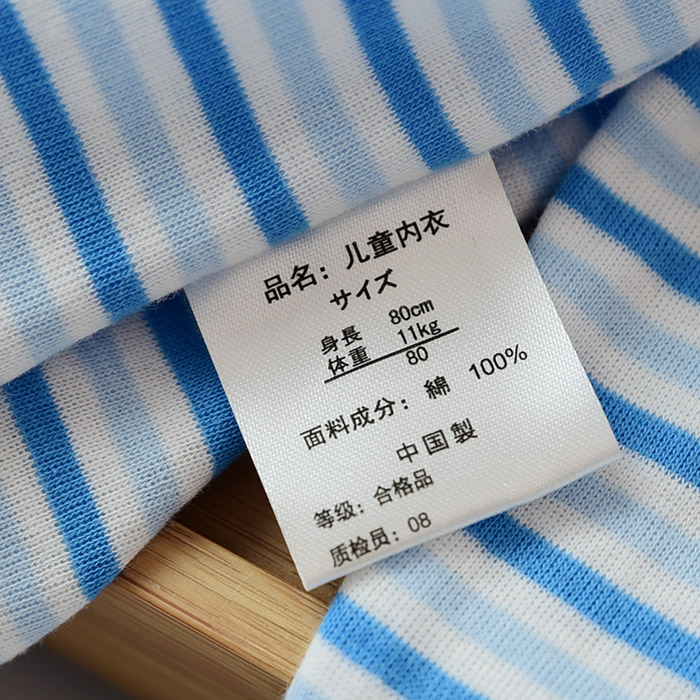 品名：儿童内衣
サイズ
身長 80cm
体重 11kg
80
面料成分：綿 100%
中国製
等级：合格品
质检员：08